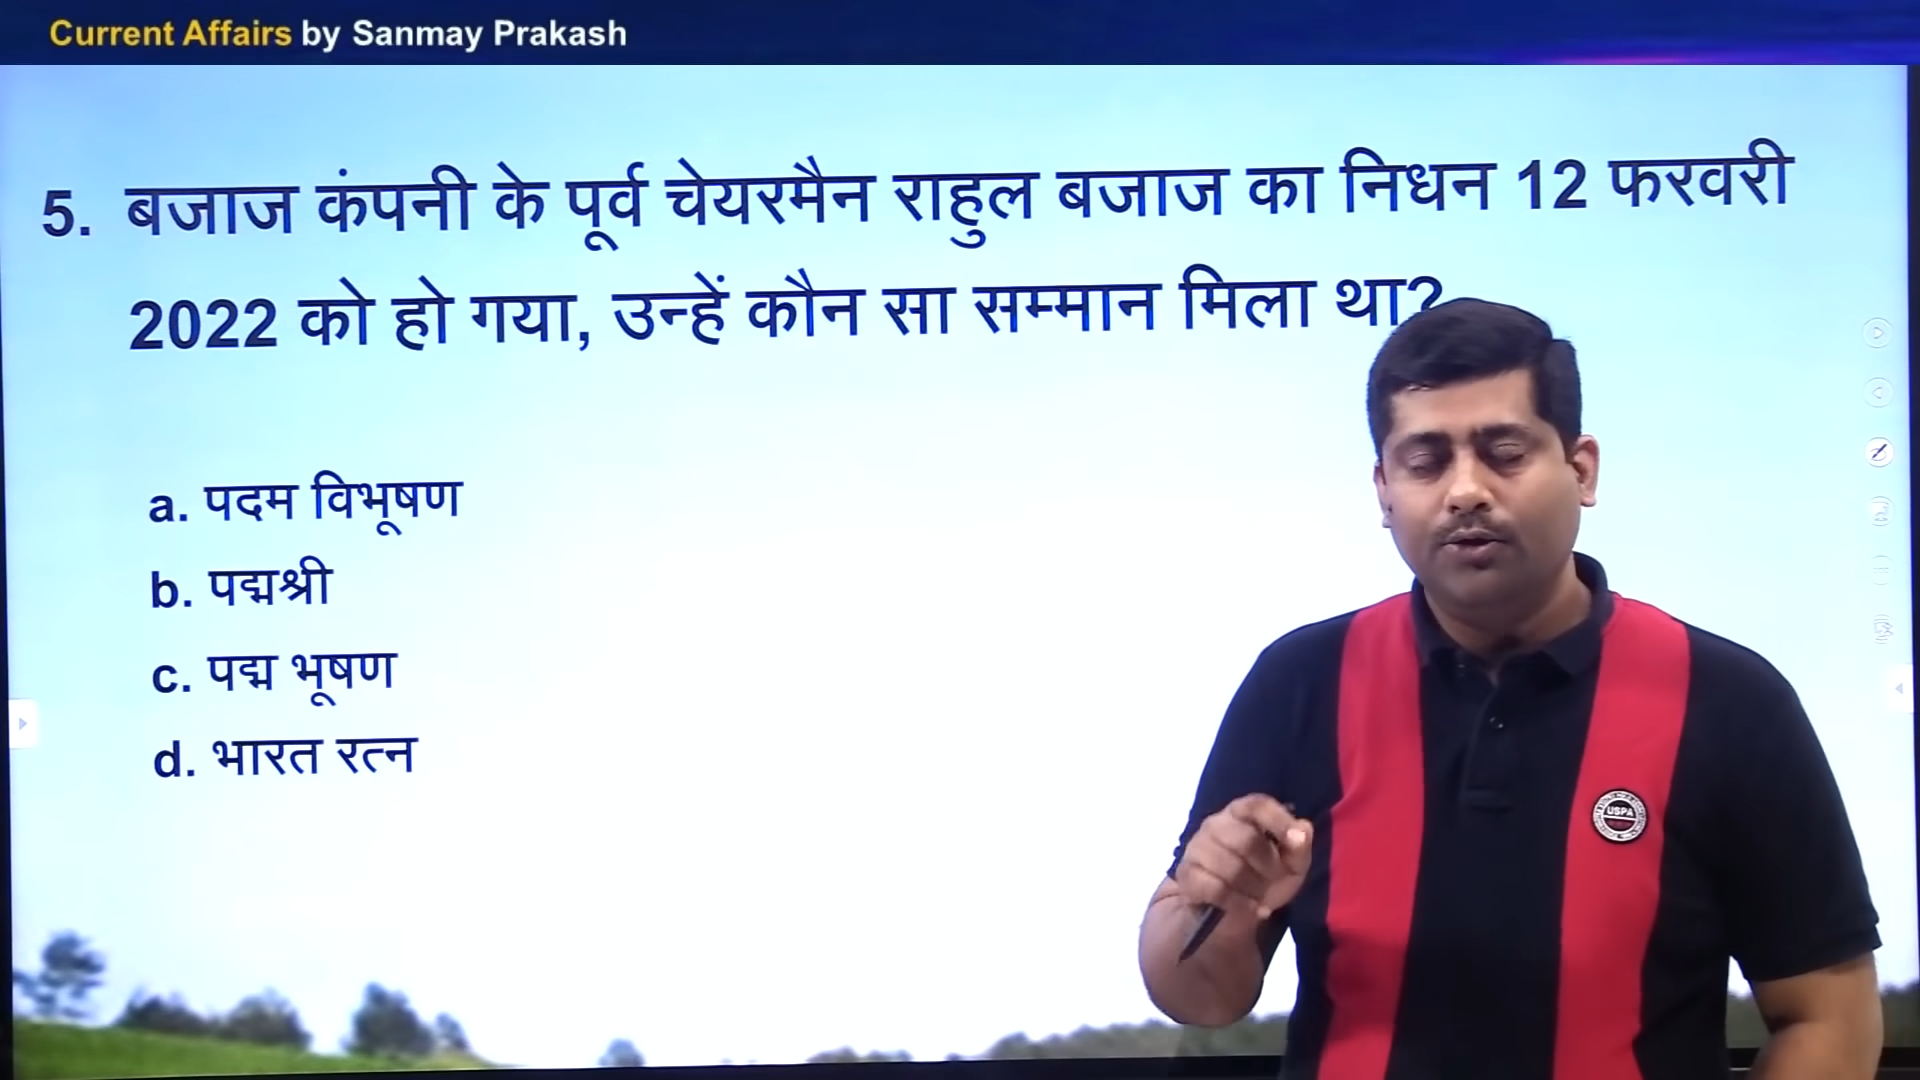 Current Affairs by Sanmay Prakash
5. बजाज कंपनी के पूर्व चेयरमैन राहुल बजाज का निधन 12 फरवरी
2022 को हो गया, उन्हें कौन सा सम्मान मिला था?
a. पदम विभूषण
b. पद्मश्री
c. पद्म भूषण
d. भारत रत्न
USPA